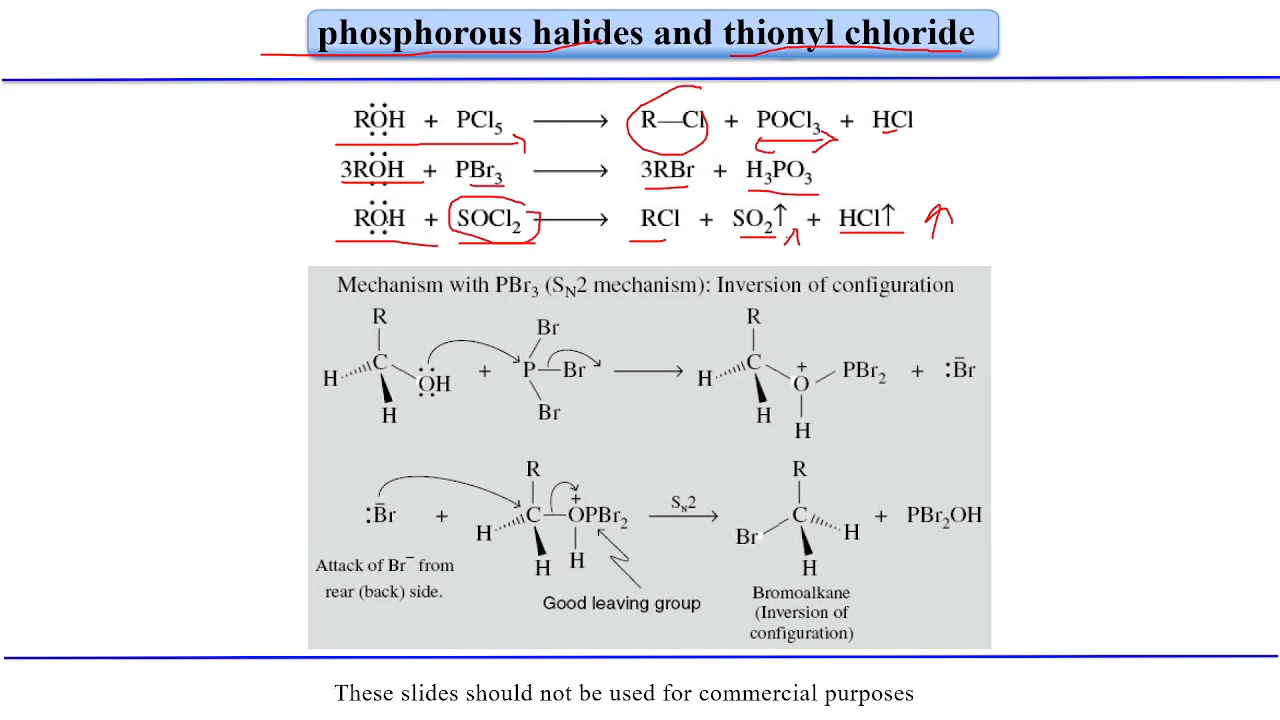 phosphorous halides and thionyl chloride
ROH + PCl₅ ⟶ R—Cl + POCl₃ + HCl
3ROH + PBr₃ ⟶ 3RBr + H₃PO₃
ROH + SOCl₂ ⟶ RCl + SO₂↑ + HCl↑
Mechanism with PBr₃ (Sₙ2 mechanism): Inversion of configuration
R Br R
C P—Br ⟶ C + PBr₂ + :Br̄
H OH + H O
H Br H H
R R
:Br̄ + C—OPBr₂ Sₙ2 ⟶ C + PBr₂OH
+
H Br H
H H H
Attack of Br⁻ from
rear (back) side.
Good leaving group
Bromoalkane
(Inversion of
configuration)
These slides should not be used for commercial purposes